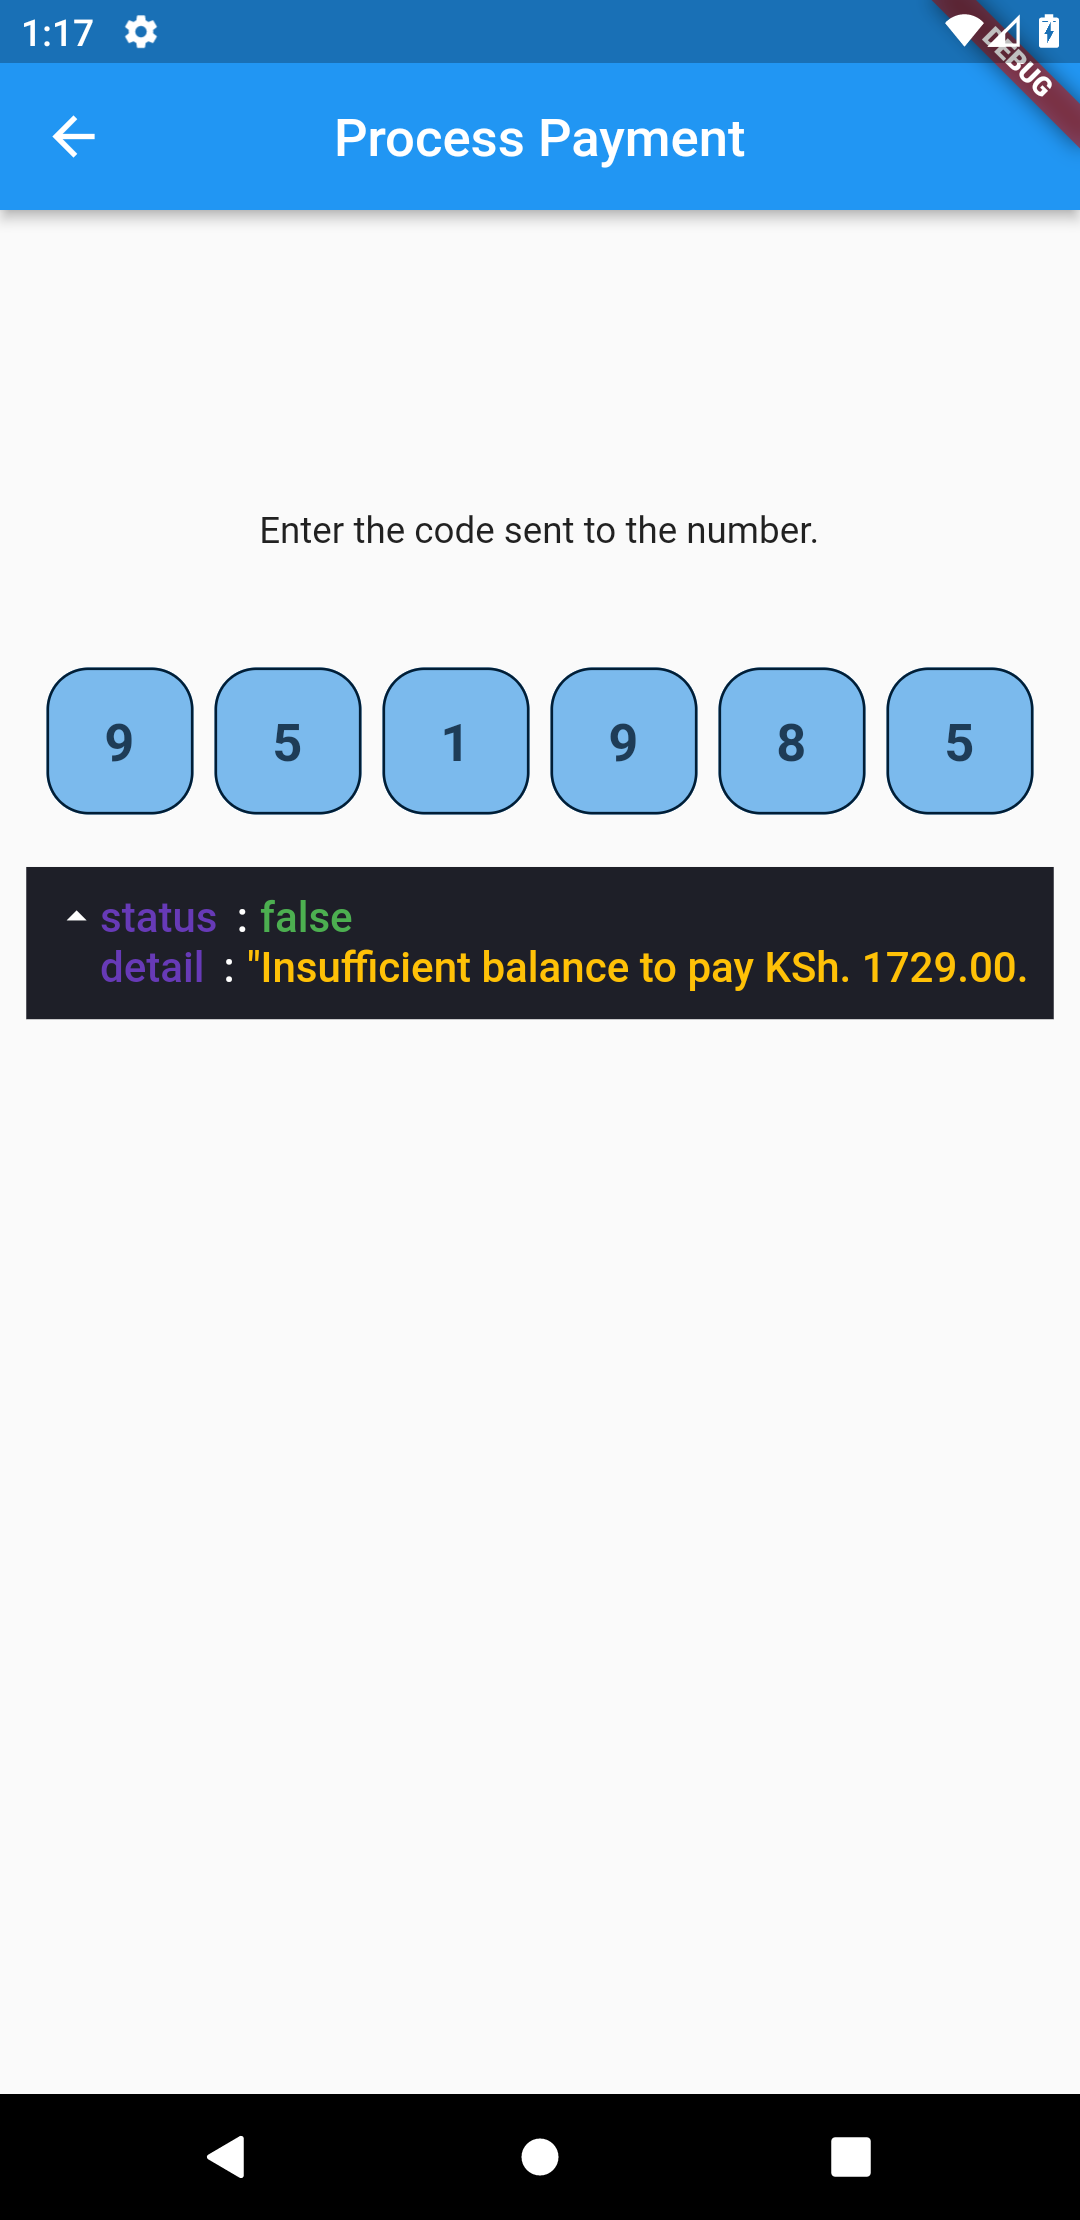 1:17
DEBUG
Process Payment
Enter the code sent to the number.
9 5 1 9 8 5
status : false
detail : "Insufficient balance to pay KSh. 1729.00.